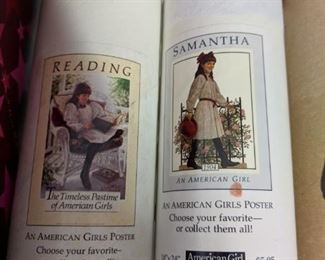 READING
The Timeless Pastime
of American Girls
AN AMERICAN GIRLS POSTER
Choose your favorite-
SAMANTHA
1904
AN AMERICAN GIRL
AN AMERICAN GIRLS POSTER
Choose your favorite—
or collect them all!
American Girl